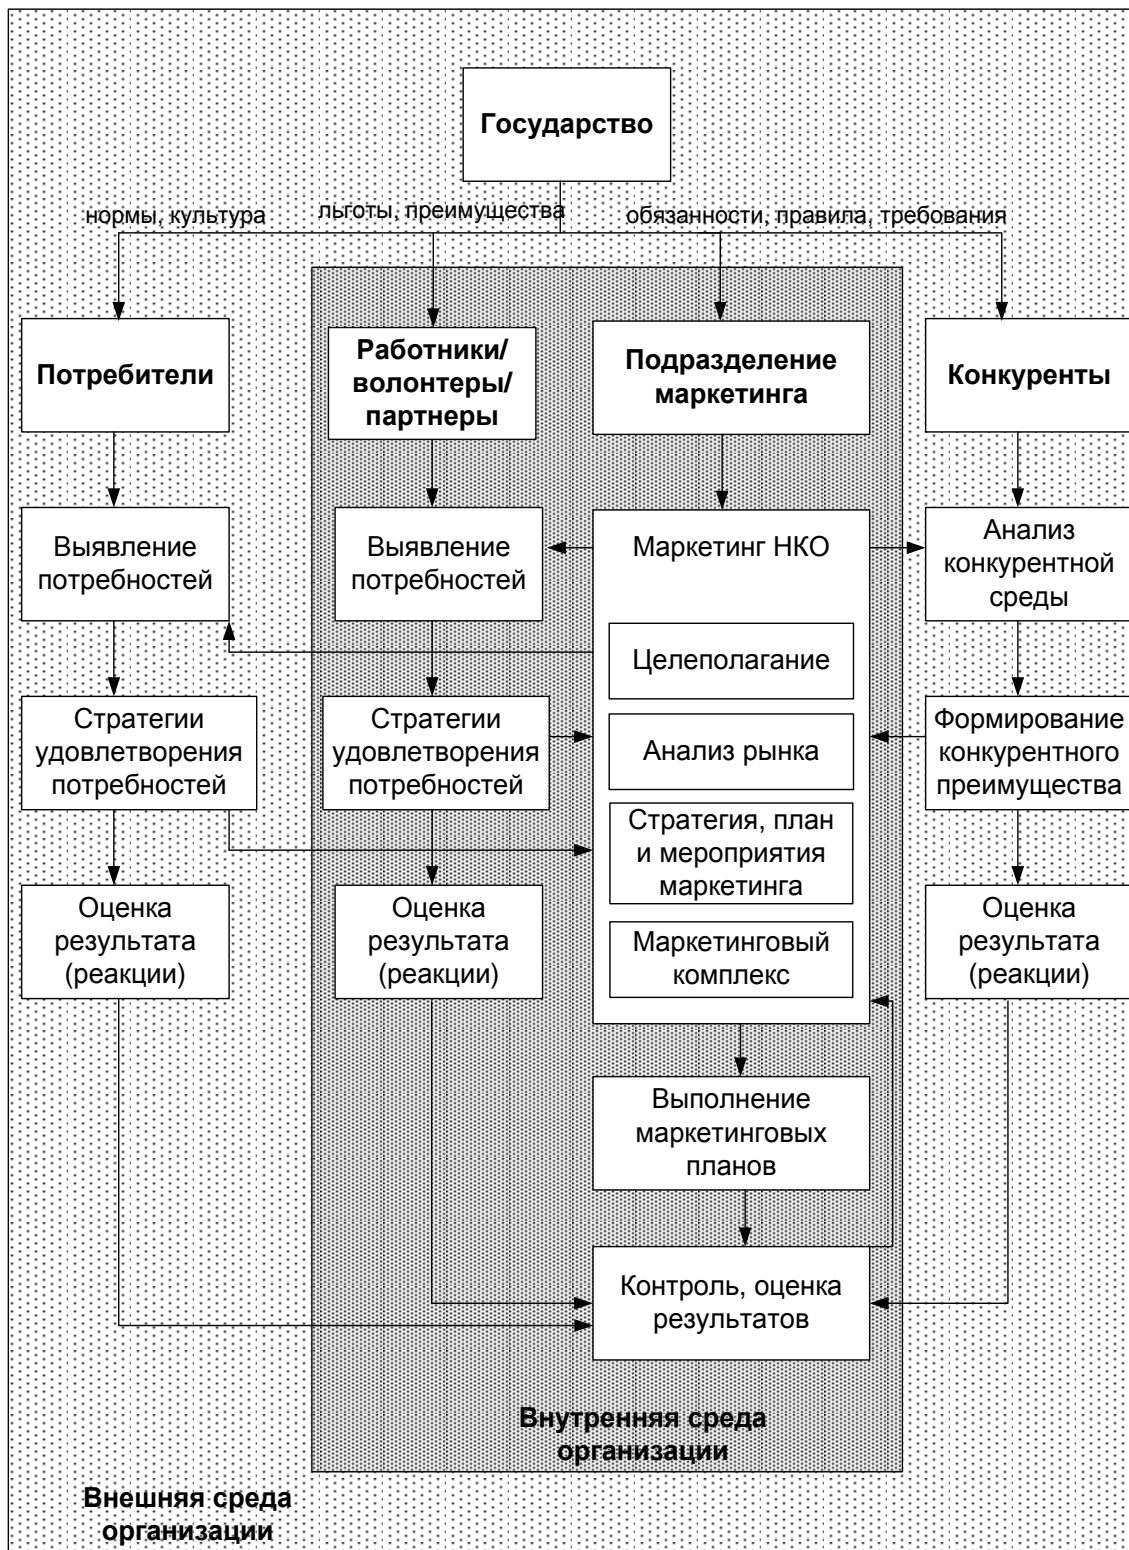 Государство
нормы, культура
льготы, преимущества
обязанности, правила, требования
Потребители
Работники/
волонтеры/
партнеры
Подразделение
маркетинга
Конкуренты
Выявление
потребностей
Выявление
потребностей
Маркетинг НКО
Анализ
конкурентной
среды
Целеполагание
Стратегии
удовлетворения
потребностей
Стратегии
удовлетворения
потребностей
Анализ рынка
Формирование
конкурентного
преимущества
Стратегия, план
и мероприятия
маркетинга
Оценка
результата
(реакции)
Оценка
результата
(реакции)
Маркетинговый
комплекс
Оценка
результата
(реакции)
Выполнение
маркетинговых
планов
Контроль, оценка
результатов
Внутренняя среда
организации
Внешняя среда
организации